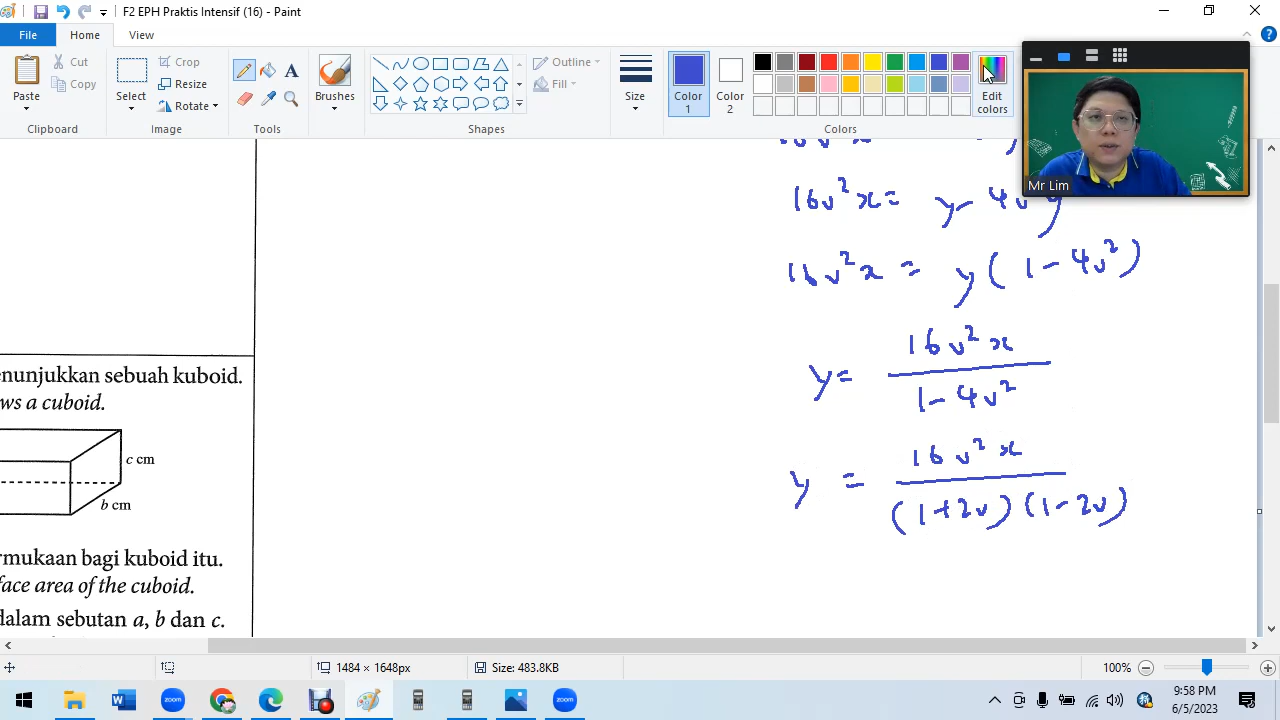 F2 EPH Praktis Intensif (16) - Paint
File Home View
Paste
Cut
Copy
Clipboard
Select
Crop
Resize
Rotate
Image
Tools
Brushes
Shapes
Outline
Fill
Size
Color 1
Color 2
Edit colors
Colors
Mr Lim
16v²x = y - 4v²y
16v²x = y(1 - 4v²)
y = 16v²x / 1 - 4v²
y = 16v²x / (1+2v)(1-2v)
enunjukkan sebuah kuboid.
ws a cuboid.
c cm
b cm
rmukaan bagi kuboid itu.
face area of the cuboid.
dalam sebutan a, b dan c.
1484 × 1648px
Size: 483.8KB
100%
9:58 PM
6/5/2023